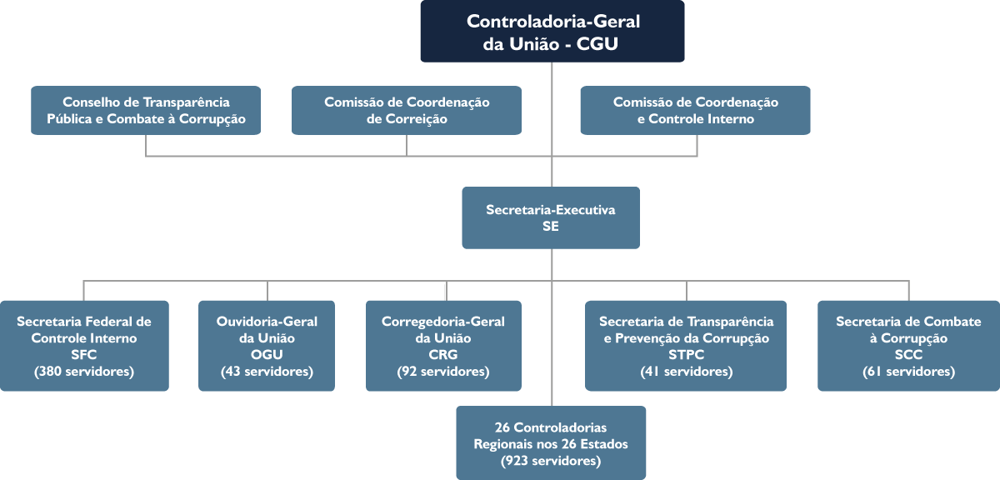 Controladoria-Geral
da União - CGU
Conselho de Transparência
Pública e Combate à Corrupção
Comissão de Coordenação
de Correição
Comissão de Coordenação
e Controle Interno
Secretaria-Executiva
SE
Secretaria Federal de
Controle Interno
SFC
(380 servidores)
Ouvidoria-Geral
da União
OGU
(43 servidores)
Corregedoria-Geral
da União
CRG
(92 servidores)
Secretaria de Transparência
e Prevenção da Corrupção
STPC
(41 servidores)
Secretaria de Combate
à Corrupção
SCC
(61 servidores)
26 Controladorias
Regionais nos 26 Estados
(923 servidores)